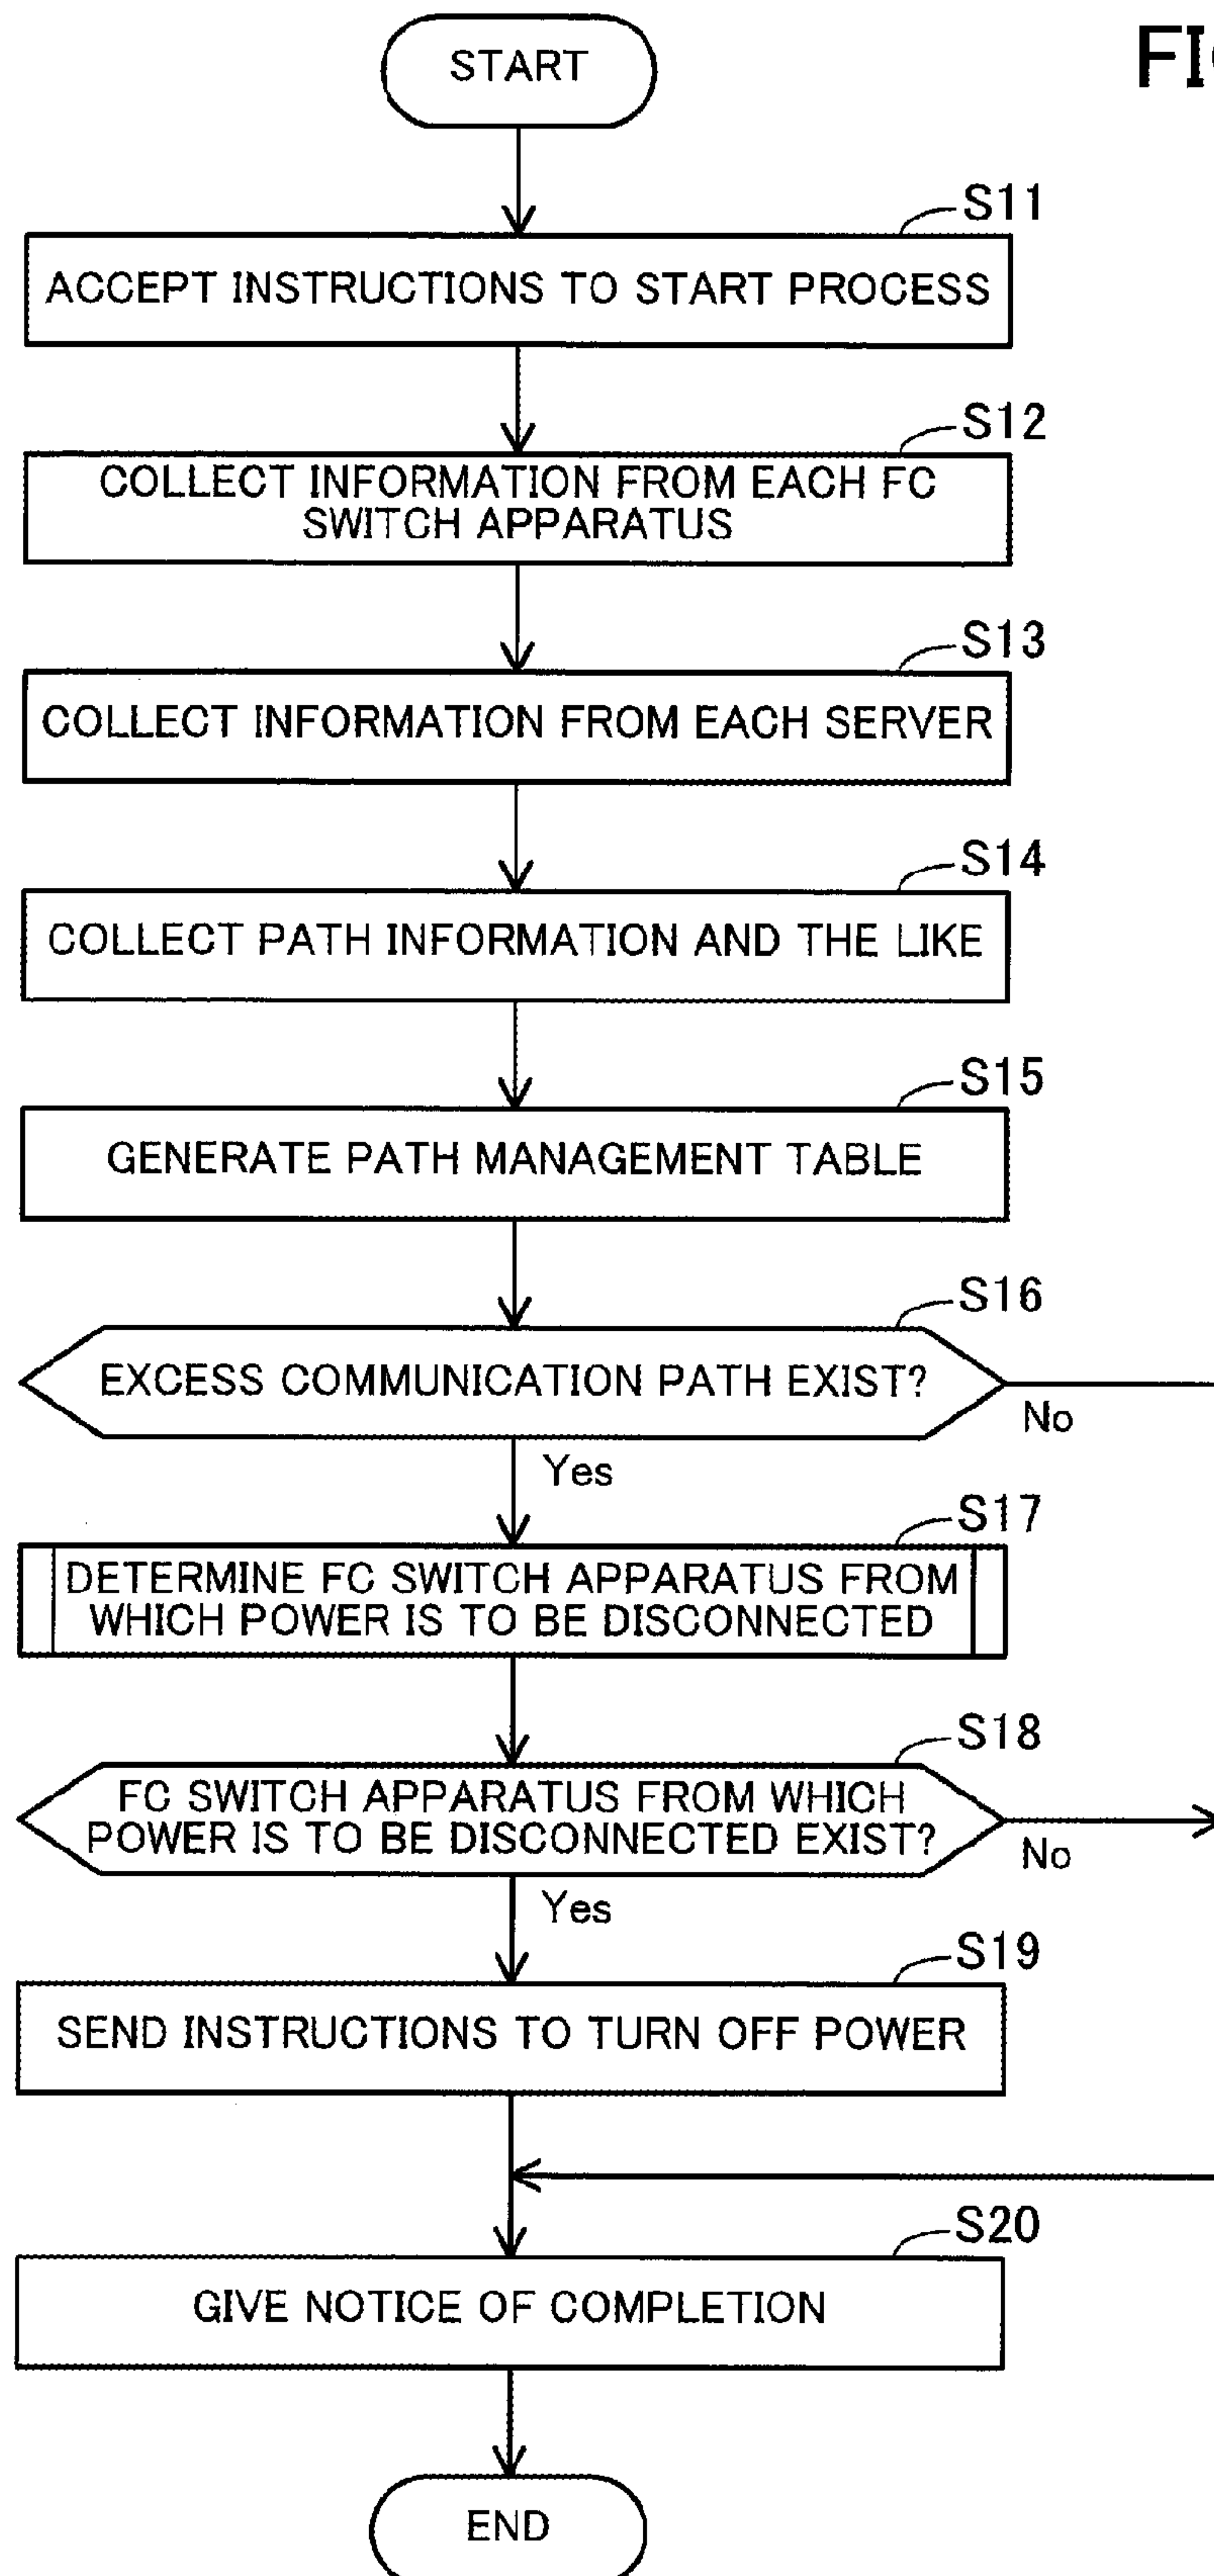 START
FI
S11
ACCEPT INSTRUCTIONS TO START PROCESS
S12
COLLECT INFORMATION FROM EACH FC
SWITCH APPARATUS
S13
COLLECT INFORMATION FROM EACH SERVER
S14
COLLECT PATH INFORMATION AND THE LIKE
S15
GENERATE PATH MANAGEMENT TABLE
S16
EXCESS COMMUNICATION PATH EXIST?
No
Yes
S17
DETERMINE FC SWITCH APPARATUS FROM
WHICH POWER IS TO BE DISCONNECTED
S18
FC SWITCH APPARATUS FROM WHICH
POWER IS TO BE DISCONNECTED EXIST?
No
Yes
S19
SEND INSTRUCTIONS TO TURN OFF POWER
S20
GIVE NOTICE OF COMPLETION
END